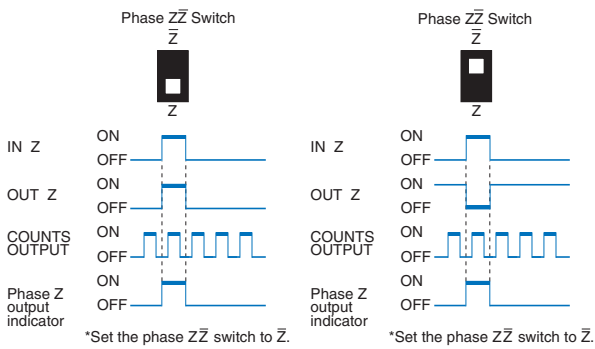 Phase ZZ̅ Switch
Z̅
Z
IN Z
ON
OFF
OUT Z
ON
OFF
COUNTS
OUTPUT
ON
OFF
Phase Z
output
indicator
ON
OFF
*Set the phase ZZ̅ switch to Z̅.
Phase ZZ̅ Switch
Z̅
Z
IN Z
ON
OFF
OUT Z
ON
OFF
COUNTS
OUTPUT
ON
OFF
Phase Z
output
indicator
ON
OFF
*Set the phase ZZ̅ switch to Z̅.